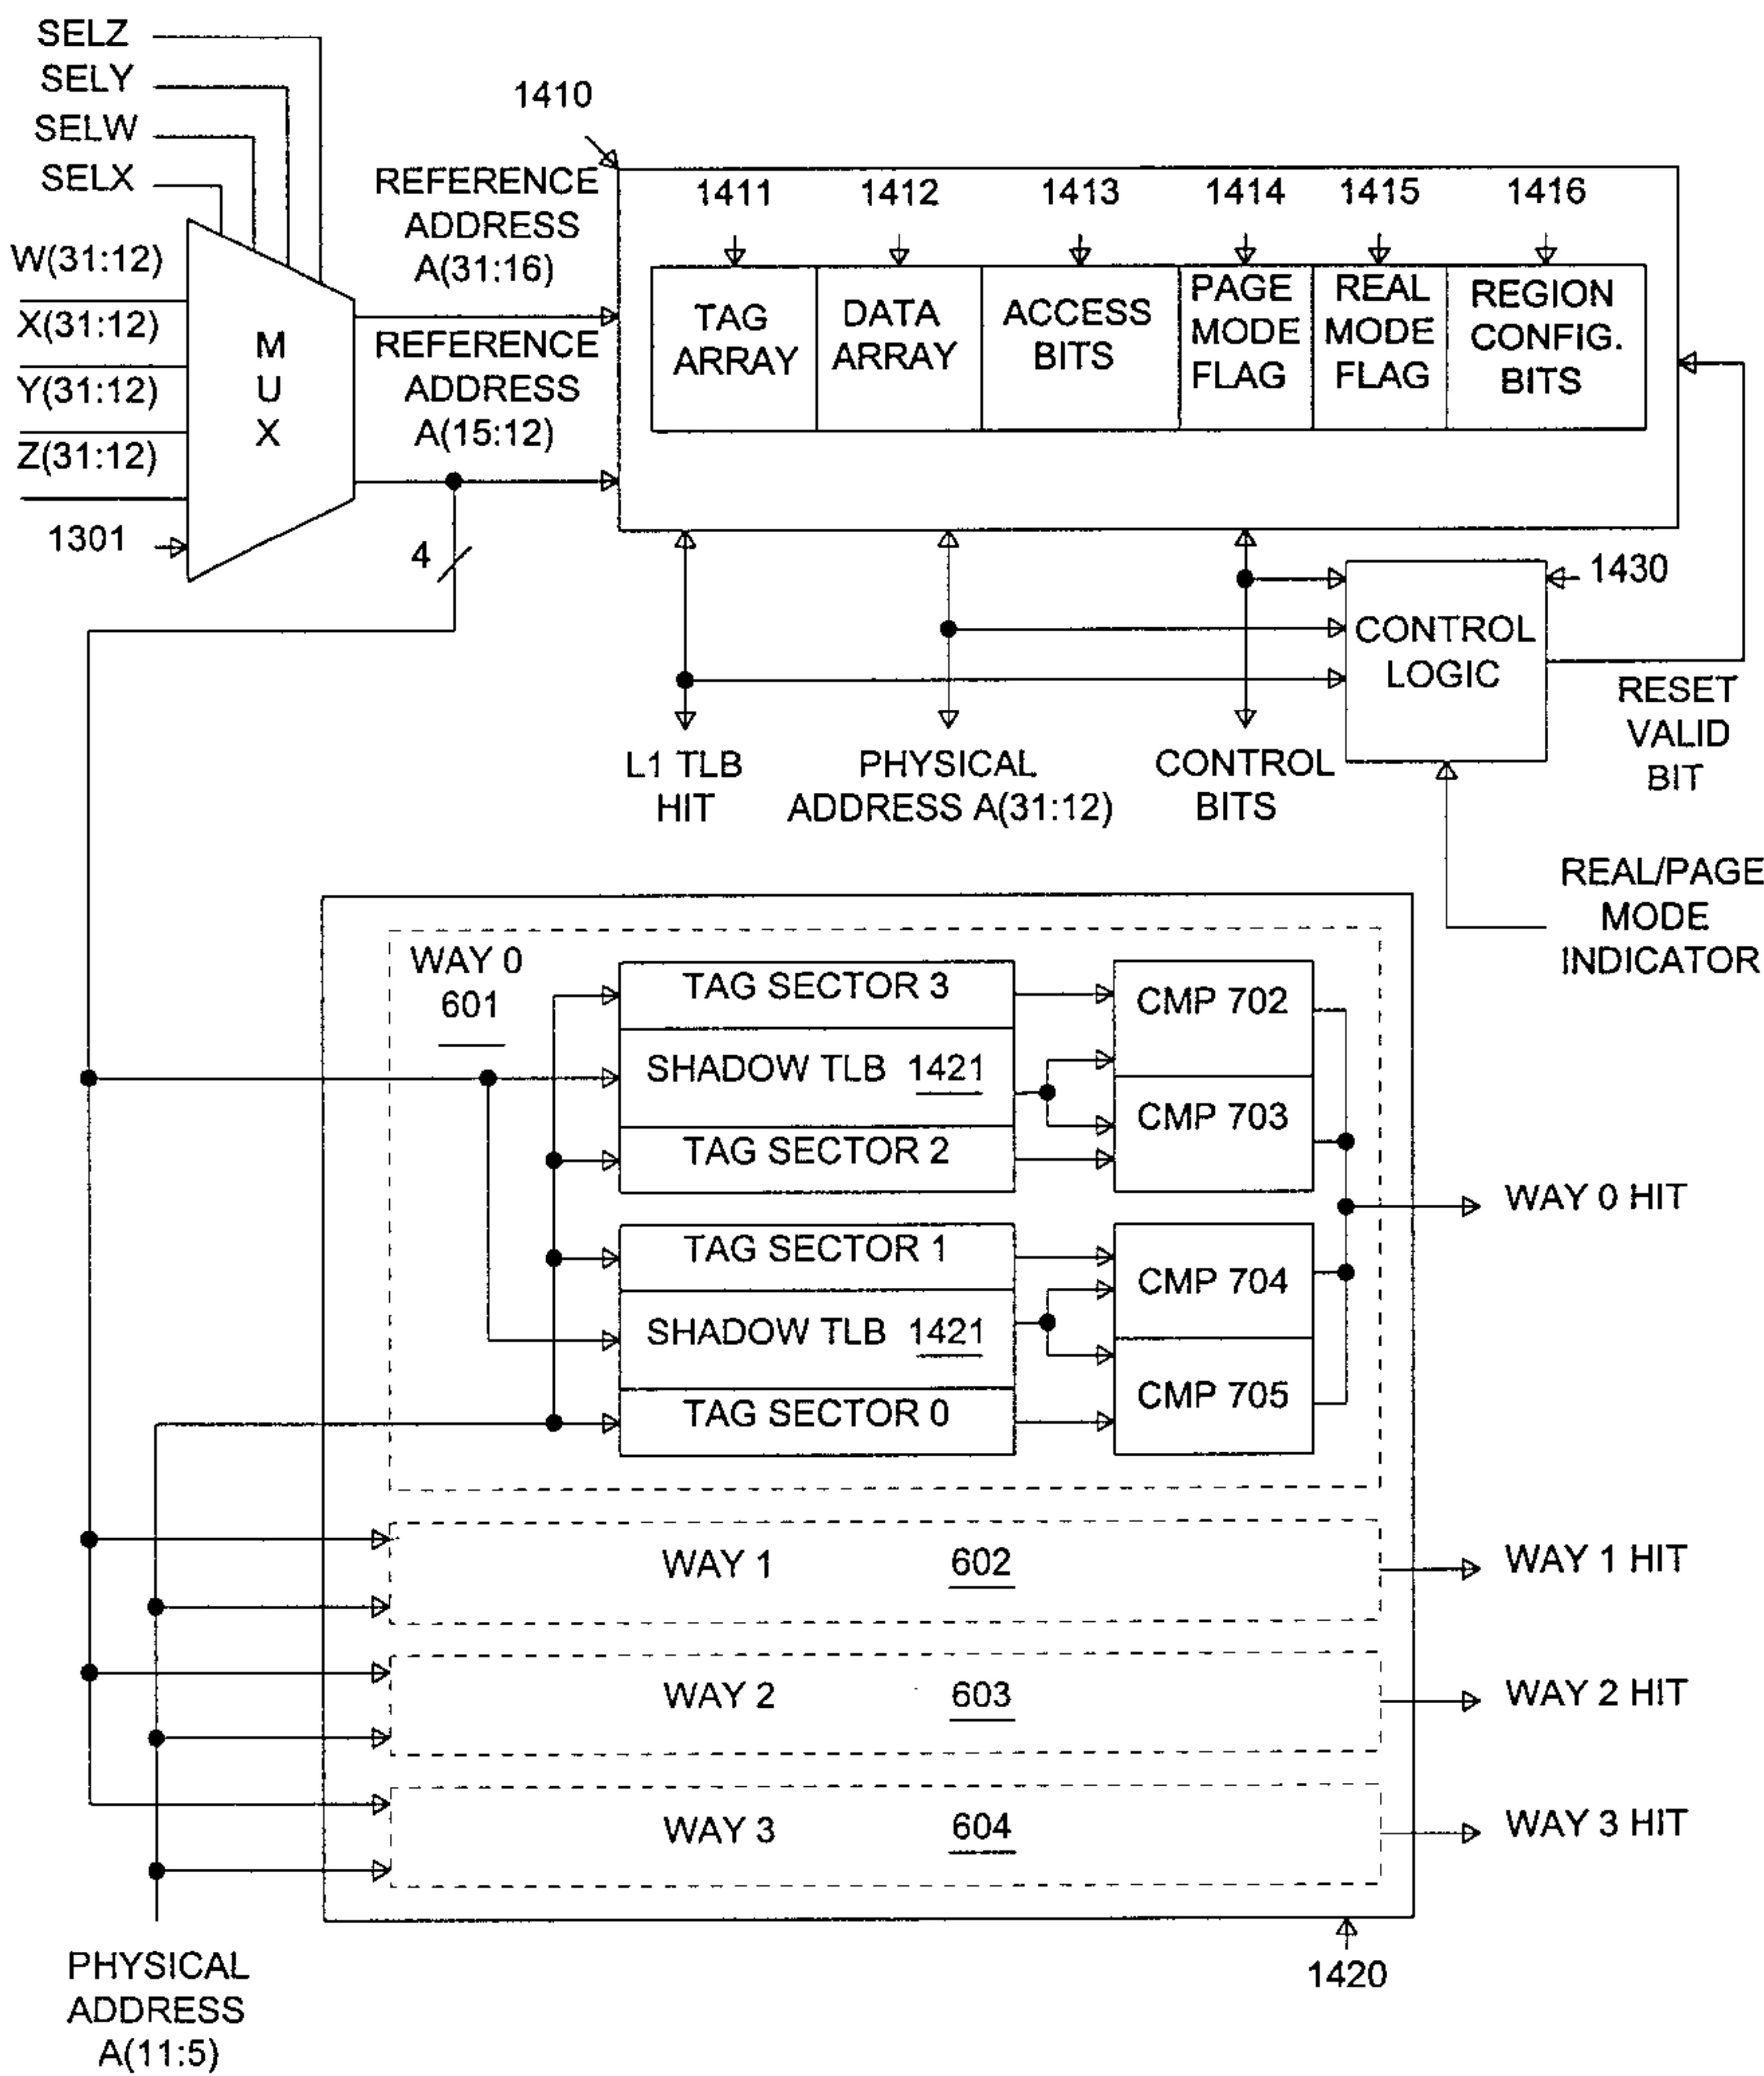 SELZ
SELY
SELW
SELX
W(31:12)
X(31:12)
Y(31:12)
Z(31:12)
1301
M
U
X
REFERENCE
ADDRESS
A(31:16)
REFERENCE
ADDRESS
A(15:12)
4
1410
1411
1412
1413
1414
1415
1416
TAG
ARRAY
DATA
ARRAY
ACCESS
BITS
PAGE
MODE
FLAG
REAL
MODE
FLAG
REGION
CONFIG.
BITS
1430
CONTROL
LOGIC
RESET
VALID
BIT
L1 TLB
HIT
PHYSICAL
ADDRESS A(31:12)
CONTROL
BITS
REAL/PAGE
MODE
INDICATOR
WAY 0
601
TAG SECTOR 3
SHADOW TLB 1421
TAG SECTOR 2
CMP 702
CMP 703
TAG SECTOR 1
SHADOW TLB 1421
TAG SECTOR 0
CMP 704
CMP 705
WAY 0 HIT
WAY 1 602
WAY 1 HIT
WAY 2 603
WAY 2 HIT
WAY 3 604
WAY 3 HIT
1420
PHYSICAL
ADDRESS
A(11:5)